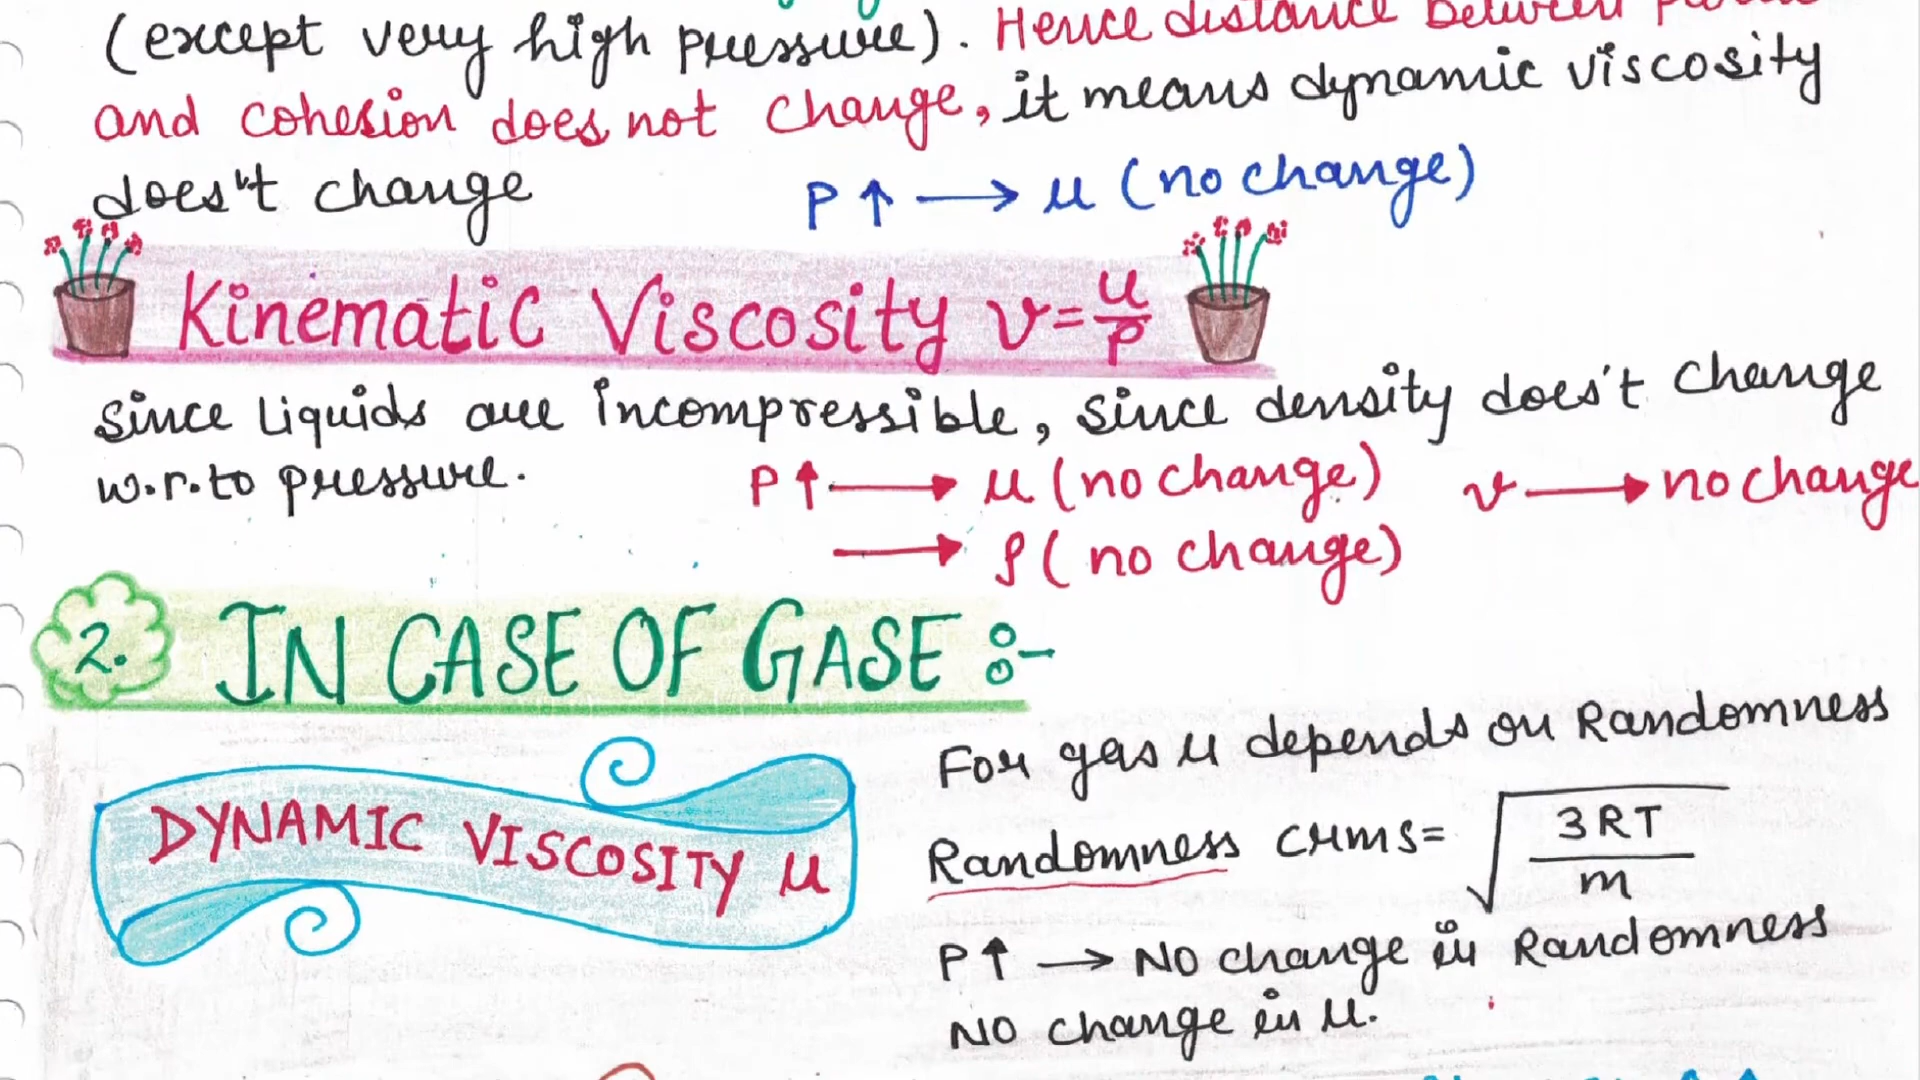 (except very high pressure). Hence distance between
and cohesion does not change, it means dynamic viscosity
does't change P ↑ ⟶ μ (no change)
Kinematic Viscosity ν = μ/ρ
since liquids are incompressible, since density does't change
w.r.to pressure. P ↑ ⟶ μ (no change) ν ⟶ no change
⟶ ρ (no change)
2. IN CASE OF GASE :-
DYNAMIC VISCOSITY μ
For gas μ depends on Randomness
Randomness crms = √(3RT/m)
P ↑ ⟶ No change in Randomness
No change in μ.